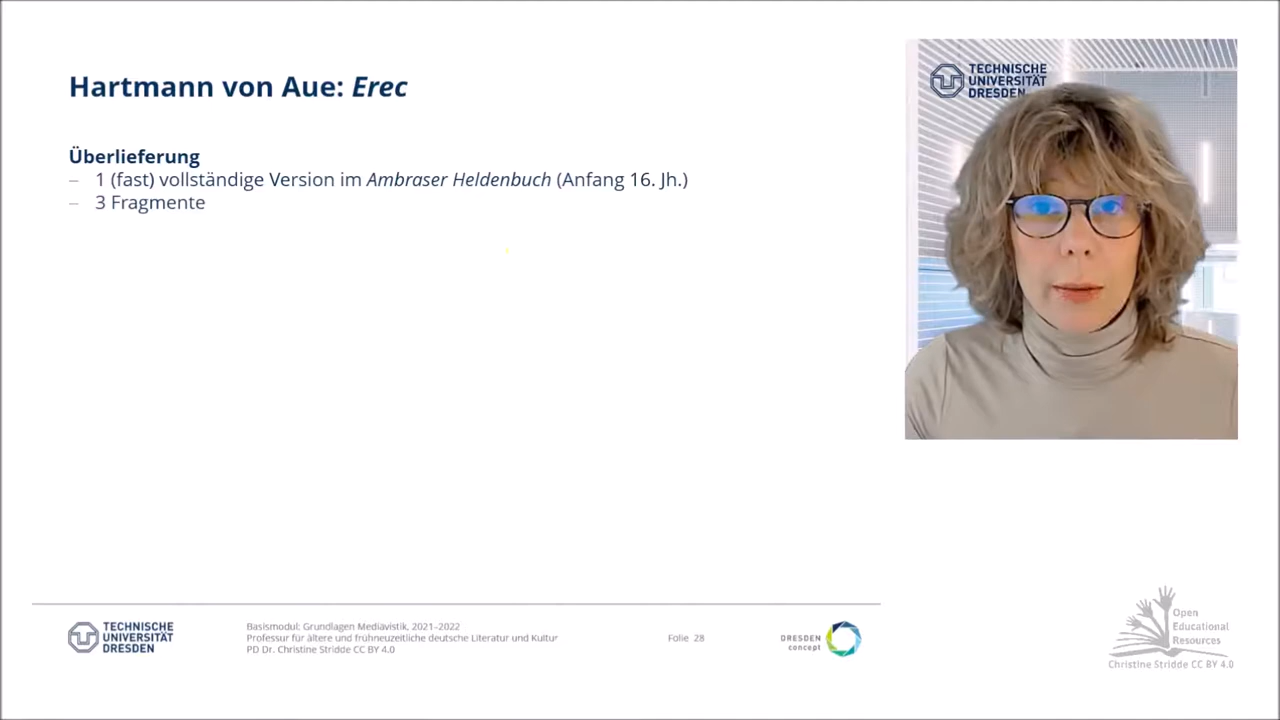 Hartmann von Aue: Erec
Überlieferung
– 1 (fast) vollständige Version im Ambraser Heldenbuch (Anfang 16. Jh.)
– 3 Fragmente
TECHNISCHE
UNIVERSITÄT
DRESDEN
TECHNISCHE
UNIVERSITÄT
DRESDEN
Basismodul: Grundlagen Mediävistik, 2021–2022
Professur für ältere und frühneuzeitliche deutsche Literatur und Kultur
PD Dr. Christine Stridde CC BY 4.0
Folie 28
DRESDEN
concept
Open
Educational
Resources
Christine Stridde CC BY 4.0